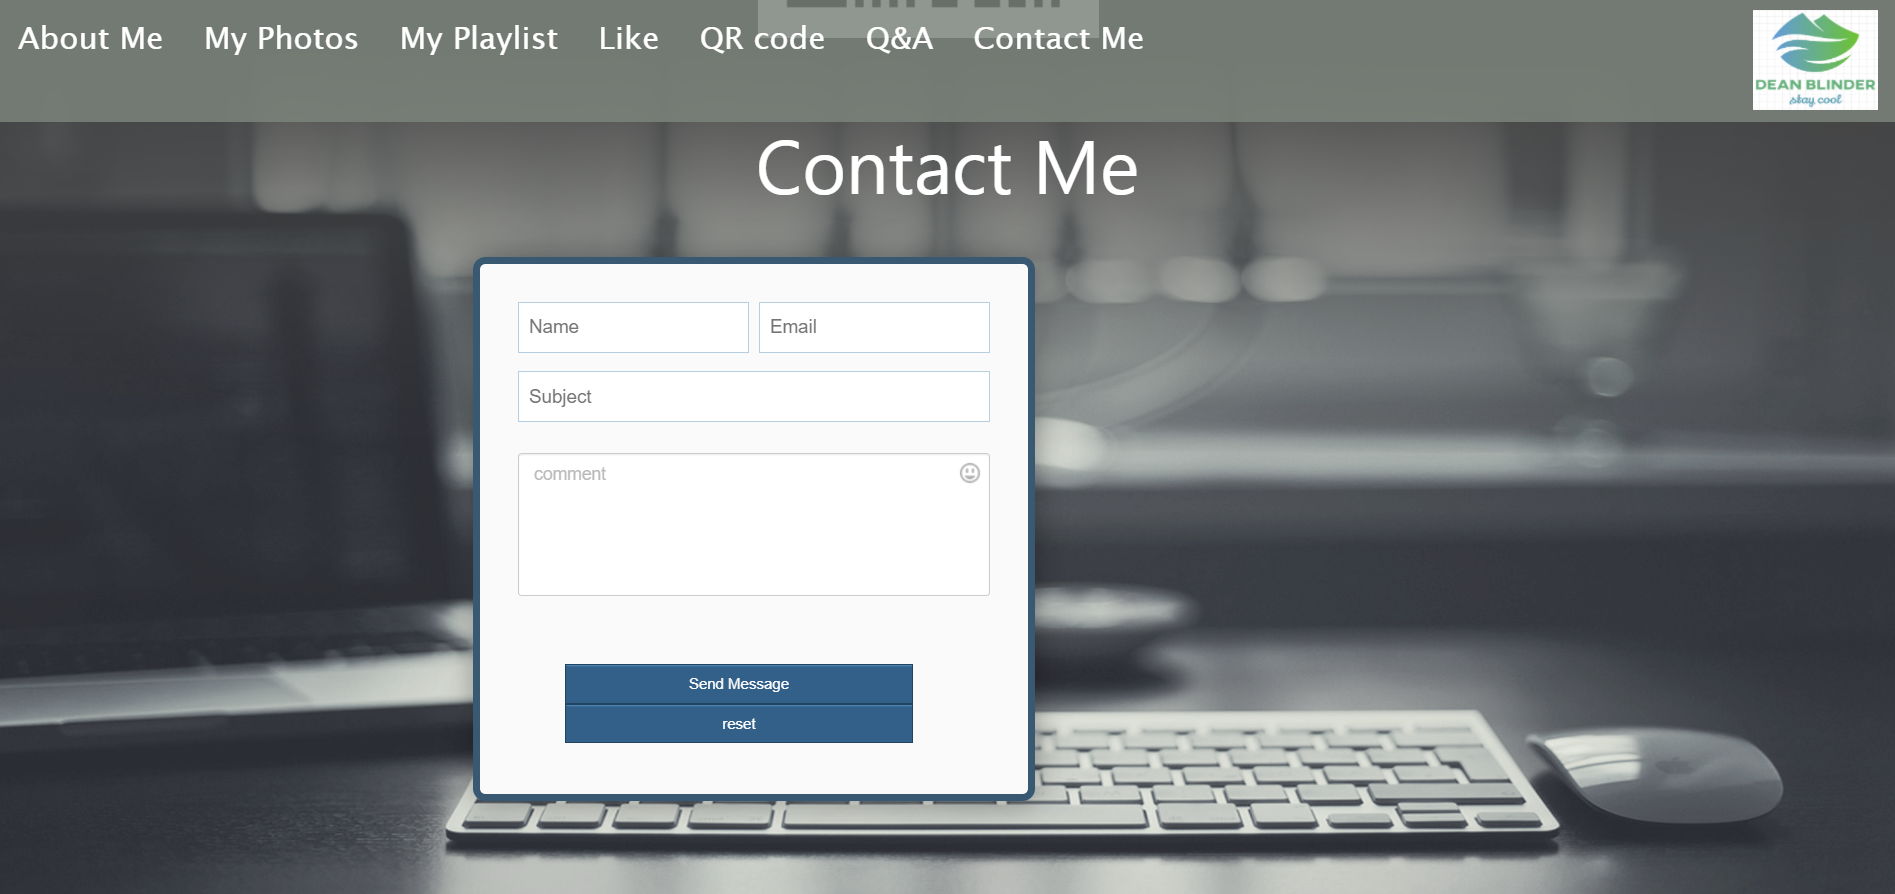 About Me My Photos My Playlist Like QR code Q&A Contact Me
DEAN BLINDER
stay cool
Contact Me
Name Email
Subject
comment
Send Message
reset